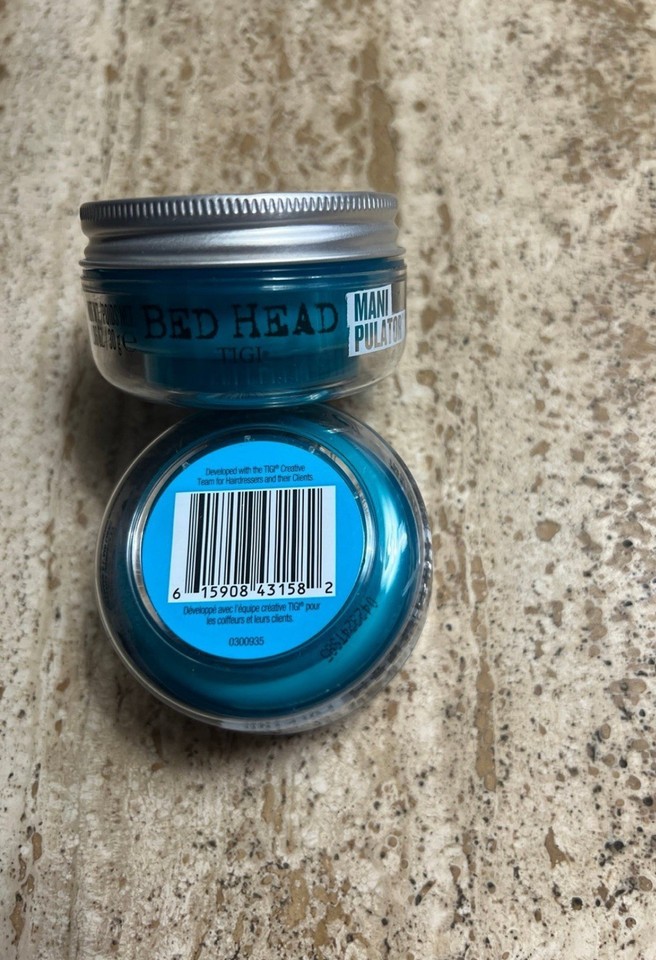 BED HEAD
TIGI®
MANI
PULATOR
Developed with the TIGI® Creative
Team for Hairdressers and their Clients.
6 15908 43158 2
Développé avec l'équipe créative TIGI® pour
les coiffeurs et leurs clients.
0300935